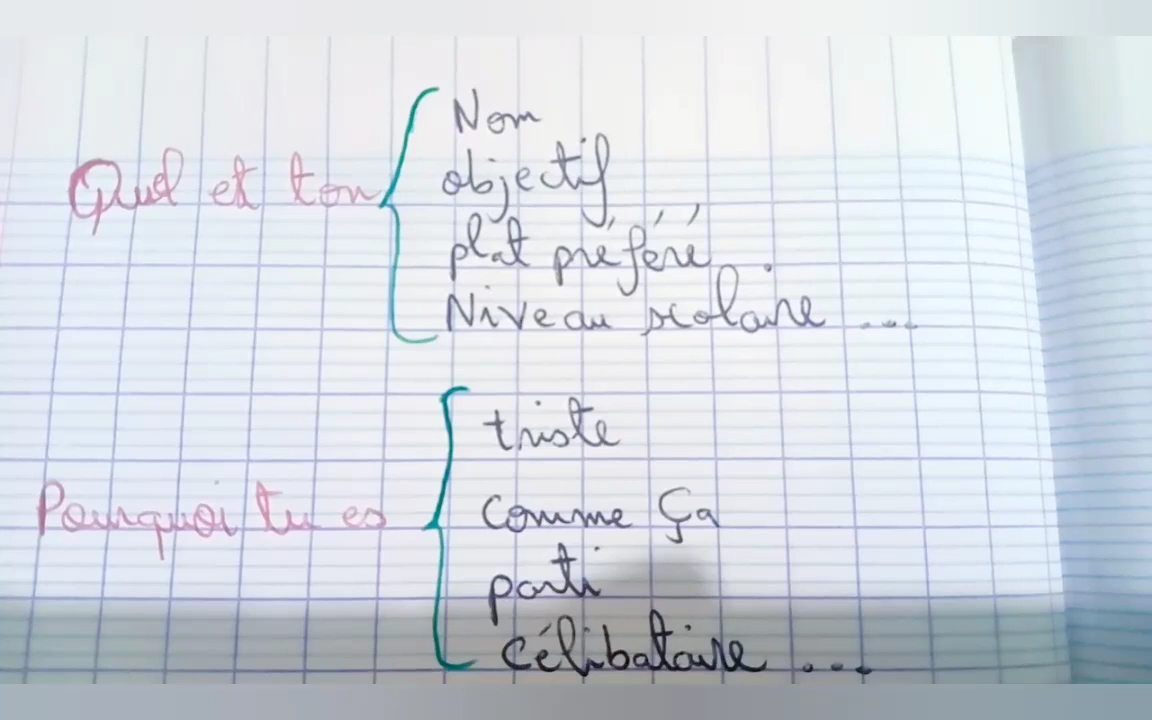 Quel et ton
Nom
objectif
plat préféré
Niveau scolaire ...
Pourquoi tu es
triste
comme ça
parti
célibataire ...